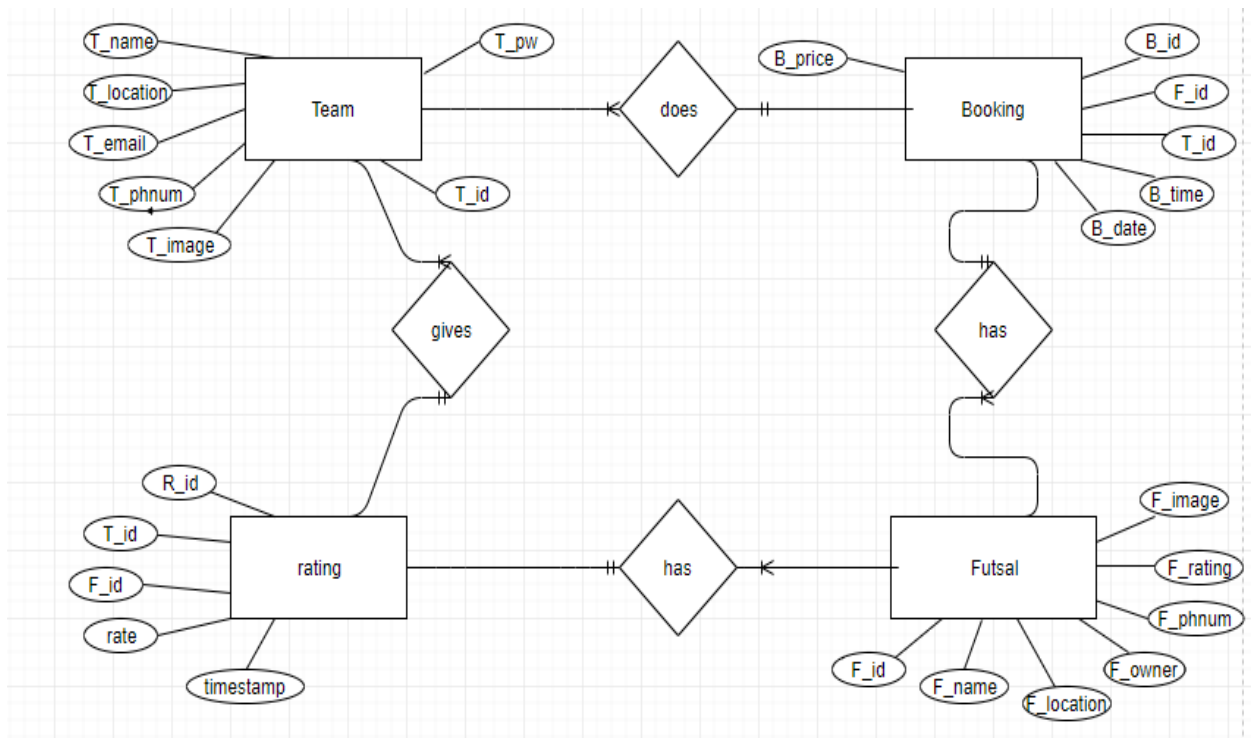 T_name
T_pw
B_price
B_id
T_location
F_id
Team
does
Booking
T_email
T_id
T_phnum
T_id
B_time
B_date
T_image
gives
has
R_id
F_image
T_id
rating
has
Futsal
F_rating
F_id
F_phnum
rate
F_id
F_owner
timestamp
F_name
F_location